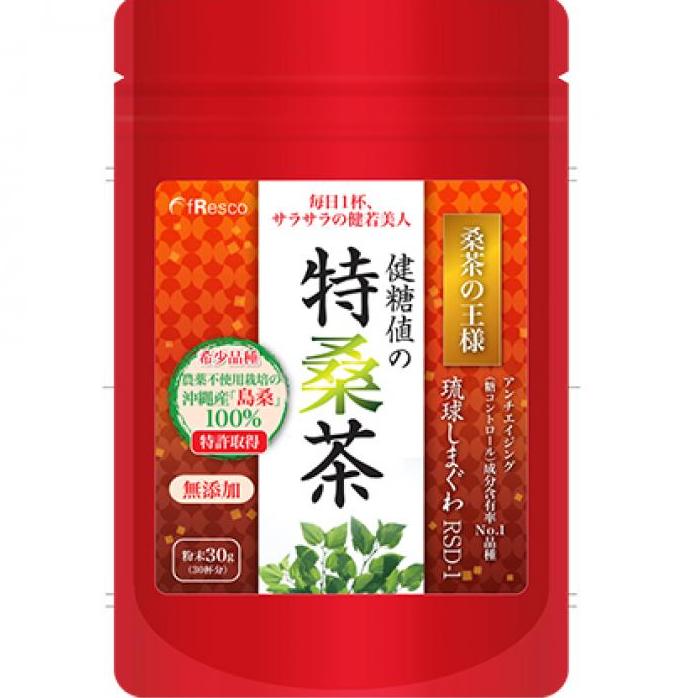 fResco
毎日1杯、
サラサラの健若美人
桑茶の王様
健糖値の
特桑茶
アンチエイジング
(糖コントロール)成分含有率
No.1品種
琉球しまぐわ RSD-1
希少品種
農薬不使用栽培の
沖縄産「島桑」
100%
特許取得
無添加
粉末30g
(30杯分)